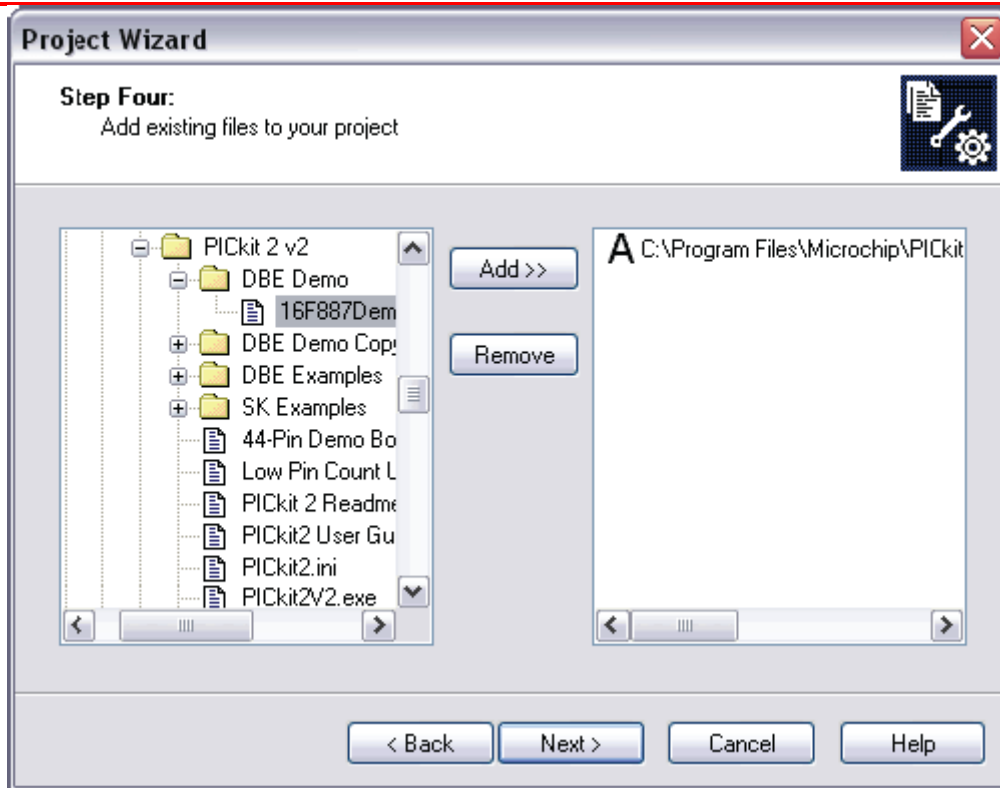 Project Wizard
Step Four:
Add existing files to your project
PICkit 2 v2
DBE Demo
16F887Dem
DBE Demo Copy
DBE Examples
SK Examples
44-Pin Demo Bo
Low Pin Count U
PICkit 2 Readme
PICkit2 User Gu
PICkit2.ini
PICkit2V2.exe
Add >>
Remove
A C:\Program Files\Microchip\PICkit
< Back
Next >
Cancel
Help